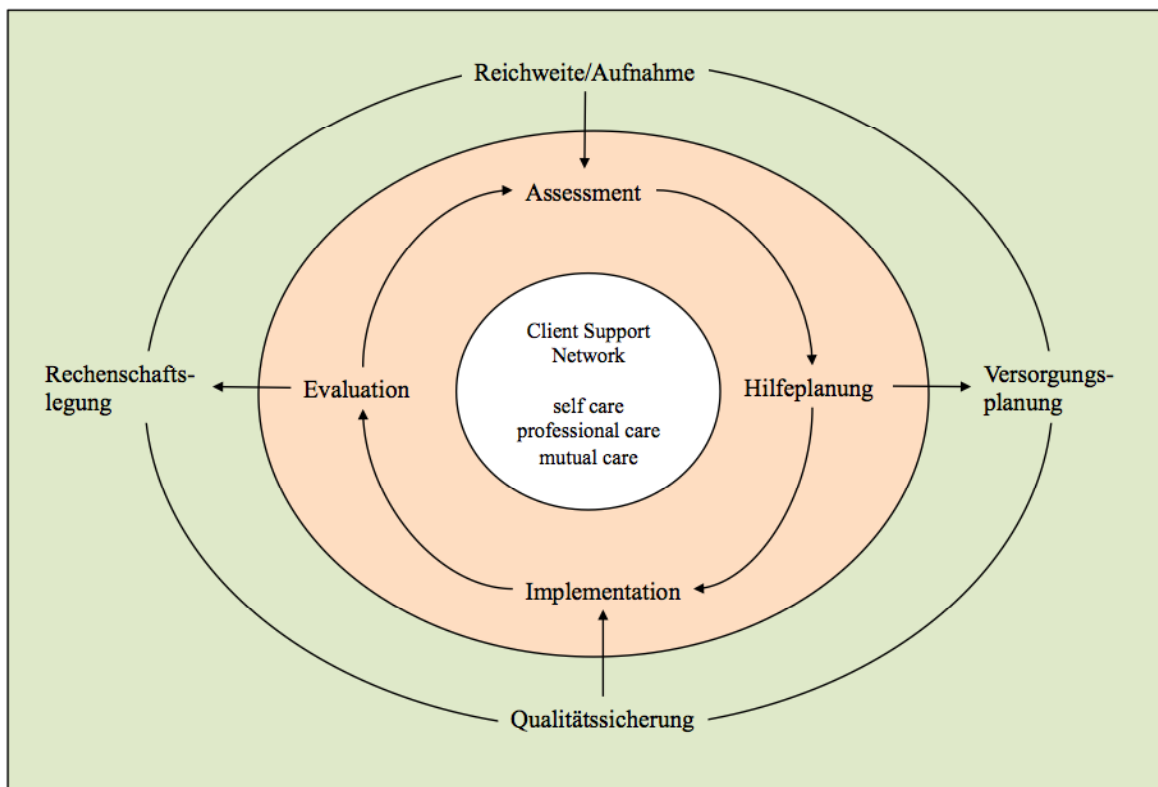 Reichweite/Aufnahme
Assessment
Client Support
Network
self care
professional care
mutual care
Rechenschafts-
legung
Evaluation
Hilfeplanung
Versorgungs-
planung
Implementation
Qualitätssicherung